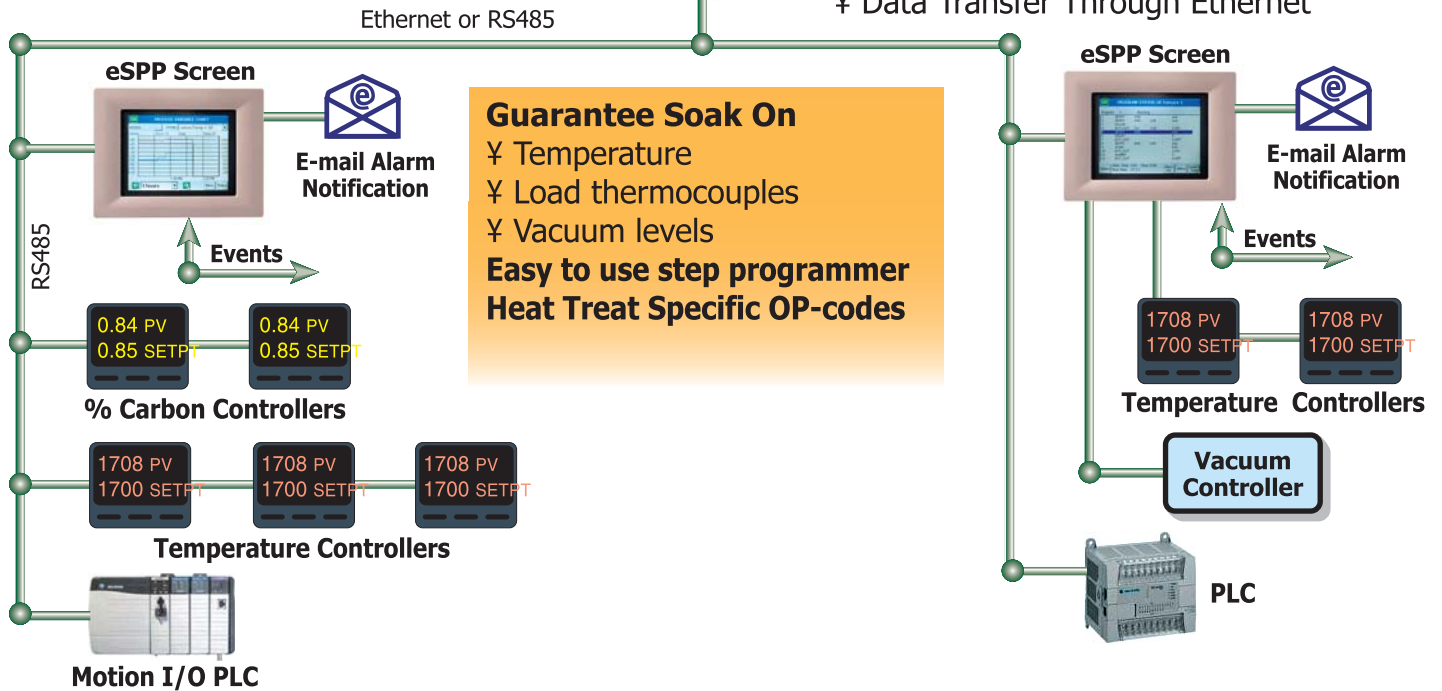 Ethernet or RS485
¥ Data Transfer Through Ethernet
eSPP Screen
E-mail Alarm
Notification
RS485
Events
0.84 PV
0.85 SETPT
0.84 PV
0.85 SETPT
% Carbon Controllers
1708 PV
1700 SETPT
1708 PV
1700 SETPT
1708 PV
1700 SETPT
Temperature Controllers
Motion I/O PLC
Guarantee Soak On
¥ Temperature
¥ Load thermocouples
¥ Vacuum levels
Easy to use step programmer
Heat Treat Specific OP-codes
eSPP Screen
E-mail Alarm
Notification
Events
1708 PV
1700 SETPT
1708 PV
1700 SETPT
Temperature Controllers
Vacuum
Controller
PLC